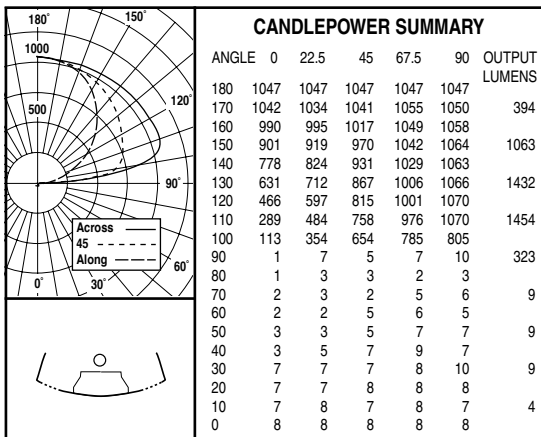 180°
150°
1000
120°
500
90°
Across
45
Along
60°
0°
30°
CANDLEPOWER SUMMARY
ANGLE 0 22.5 45 67.5 90 OUTPUT
LUMENS
180 1047 1047 1047 1047 1047
170 1042 1034 1041 1055 1050 394
160 990 995 1017 1049 1058
150 901 919 970 1042 1064 1063
140 778 824 931 1029 1063
130 631 712 867 1006 1066 1432
120 466 597 815 1001 1070
110 289 484 758 976 1070 1454
100 113 354 654 785 805
90 1 7 5 7 10 323
80 1 3 3 2 3
70 2 3 2 5 6 9
60 2 2 5 6 5
50 3 3 5 7 7 9
40 3 5 7 9 7
30 7 7 7 8 10 9
20 7 7 8 8 8
10 7 8 7 8 7 4
0 8 8 8 8 8